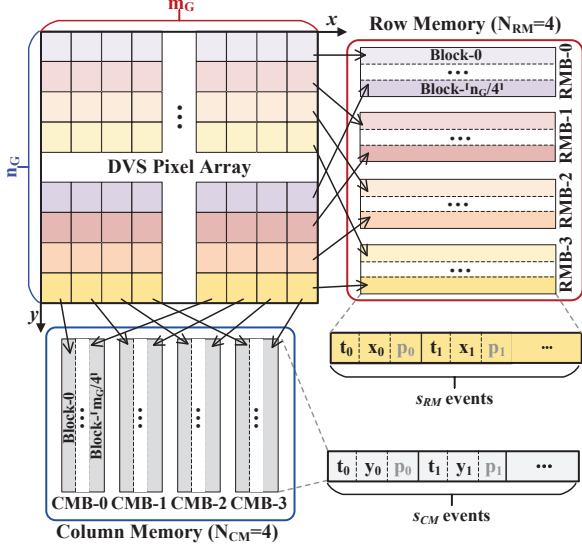 m_G
x
Row Memory (N_RM=4)
n_G
Block-0
•••
Block-⌈n_G/4⌉
RMB-0
•••
RMB-1
•••
RMB-2
•••
RMB-3
•••
DVS Pixel Array
y
t_0 x_0 p_0 t_1 x_1 p_1 •••
s_RM events
Block-0
•••
Block-⌈m_G/4⌉
•••
•••
•••
CMB-0 CMB-1 CMB-2 CMB-3
Column Memory (N_CM=4)
t_0 y_0 p_0 t_1 y_1 p_1 •••
s_CM events